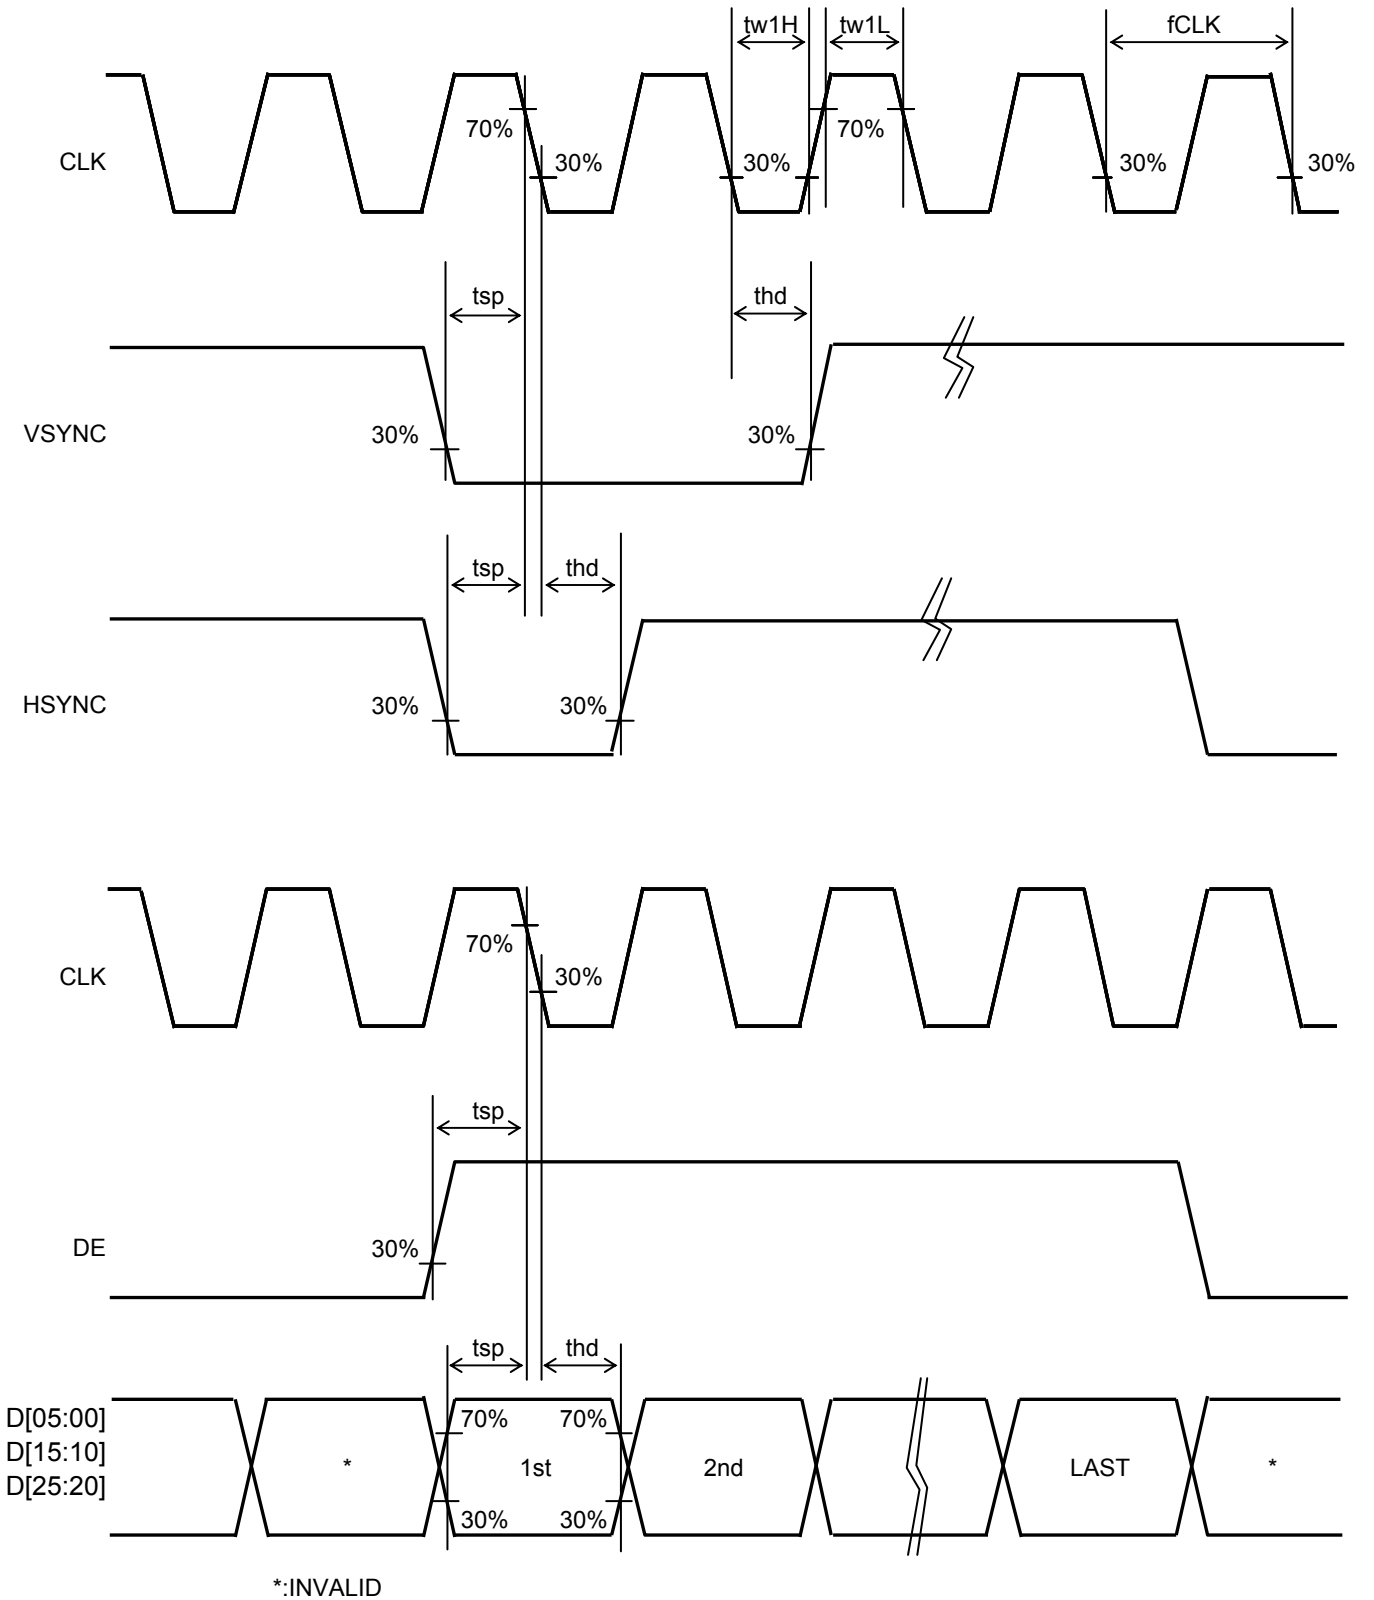 tw1H tw1L fCLK
70% 70%
CLK 30% 30% 30% 30%
tsp thd
VSYNC 30% 30%
tsp thd
HSYNC 30% 30%
70%
CLK 30%
tsp
DE 30%
tsp thd
D[05:00] 70% 70%
D[15:10] * 1st 2nd LAST *
D[25:20]
30% 30%
*:INVALID